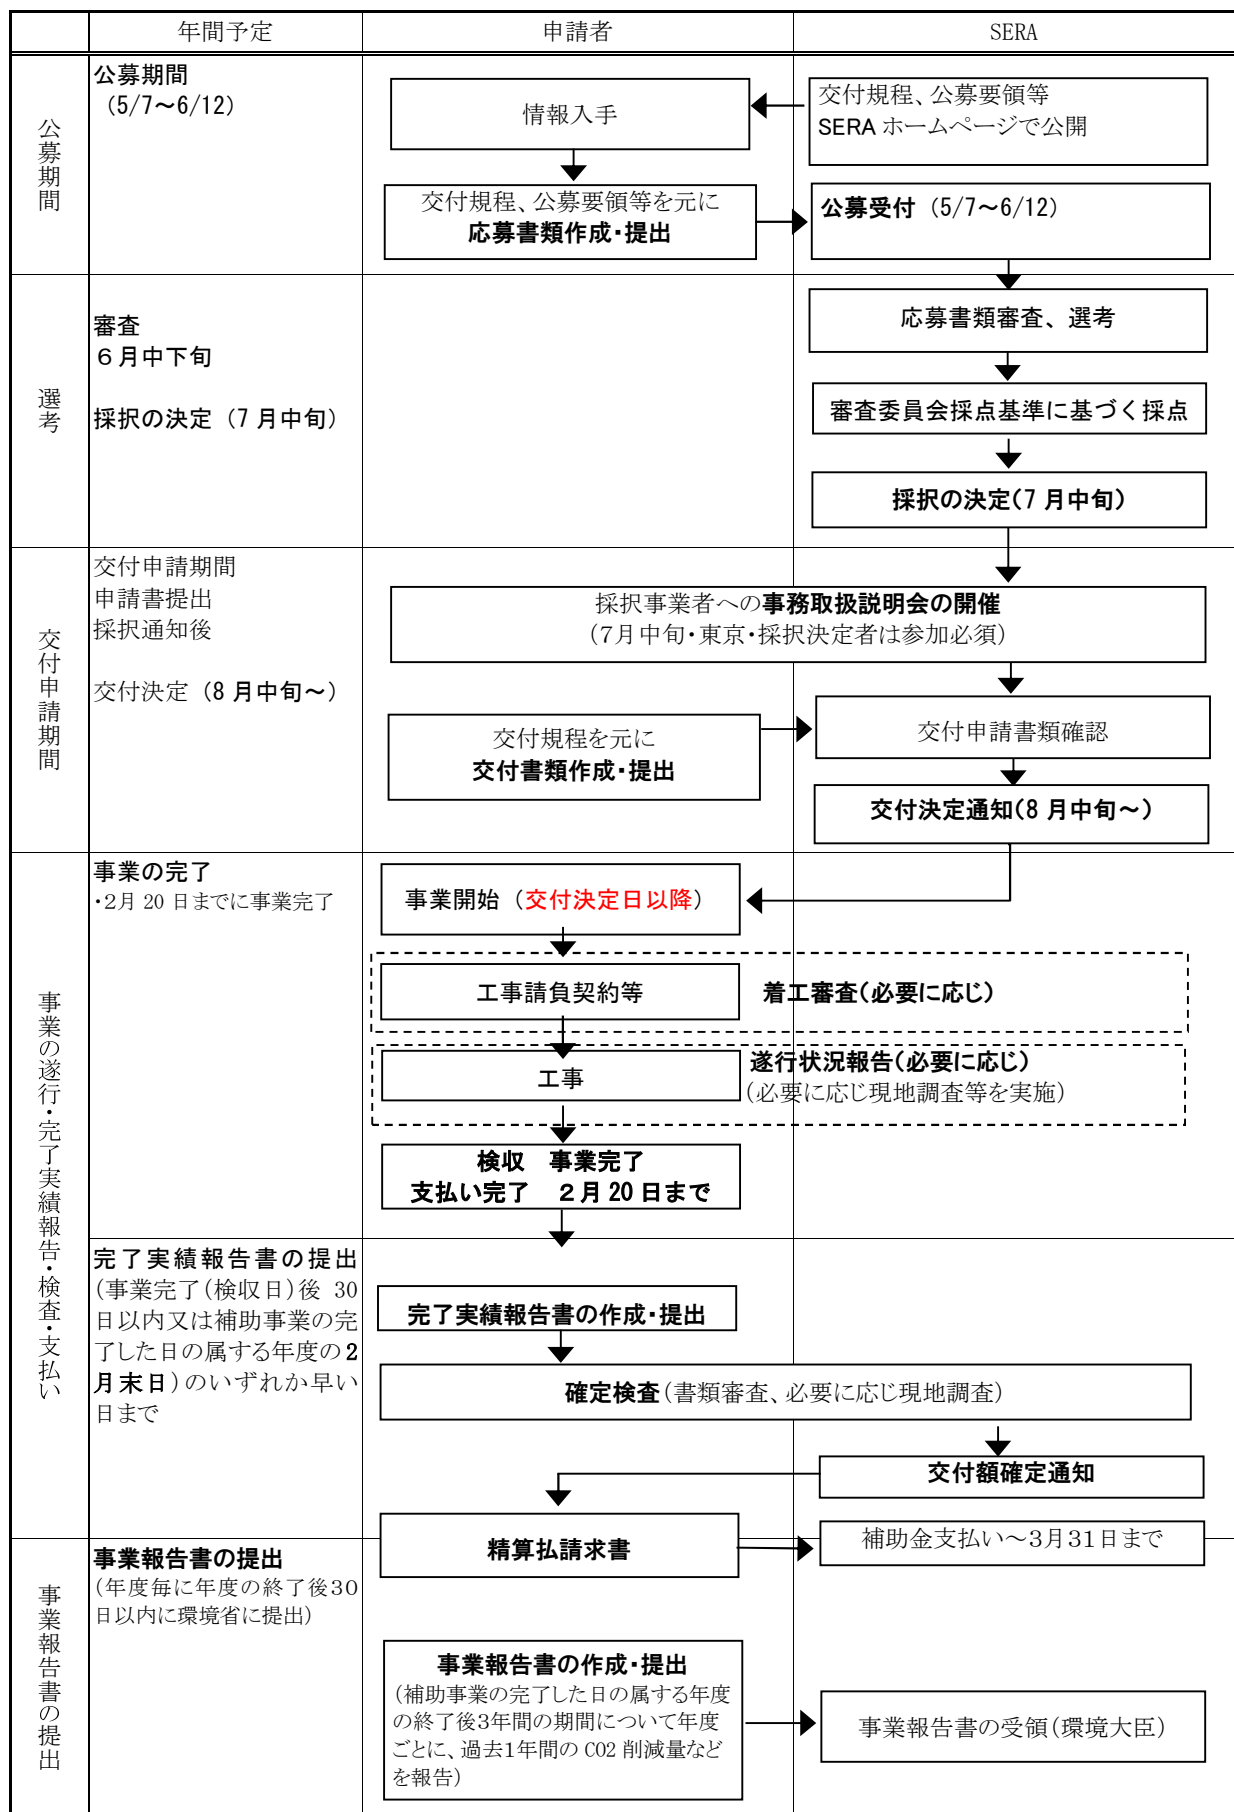 年間予定
申請者
SERA
公募期間
公募期間
（5/7～6/12）
情報入手
交付規程、公募要領等
SERA ホームページで公開
交付規程、公募要領等を元に
応募書類作成・提出
公募受付（5/7～6/12）
選考
審査
６月中下旬
採択の決定（7 月中旬）
応募書類審査、選考
審査委員会採点基準に基づく採点
採択の決定(7 月中旬)
交付申請期間
交付申請期間
申請書提出
採択通知後
交付決定（8 月中旬～）
採択事業者への事務取扱説明会の開催
（7月中旬・東京・採択決定者は参加必須）
交付規程を元に
交付書類作成・提出
交付申請書類確認
交付決定通知(8 月中旬～)
事業の遂行・完了実績報告・検査・支払い
事業の完了
・2月 20 日までに事業完了
事業開始（交付決定日以降）
工事請負契約等
着工審査(必要に応じ)
工事
遂行状況報告(必要に応じ)
(必要に応じ現地調査等を実施)
検収　事業完了
支払い完了　２月 20 日まで
完了実績報告書の提出
(事業完了(検収日)後 30
日以内又は補助事業の完
了した日の属する年度の2
月末日)のいずれか早い
日まで
完了実績報告書の作成・提出
確定検査(書類審査、必要に応じ現地調査)
交付額確定通知
精算払請求書
補助金支払い～3月31日まで
事業報告書の提出
事業報告書の提出
(年度毎に年度の終了後30
日以内に環境省に提出)
事業報告書の作成・提出
(補助事業の完了した日の属する年度
の終了後3年間の期間について年度
ごとに、過去1年間の CO2 削減量など
を報告)
事業報告書の受領(環境大臣)